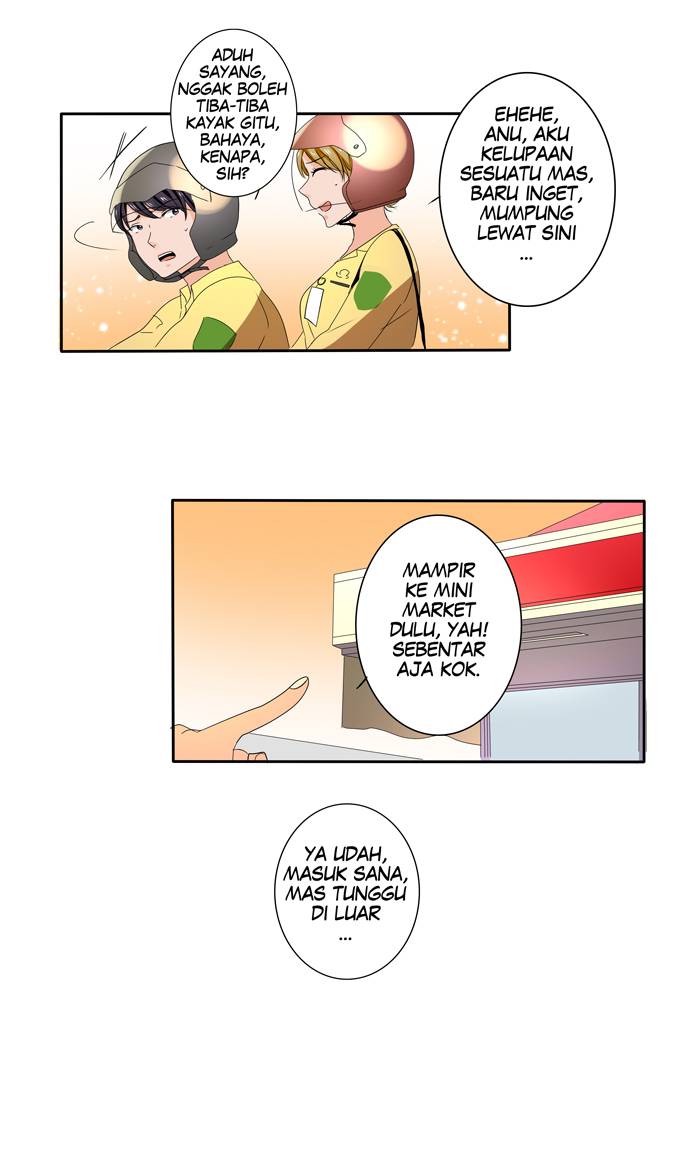 ADUH
SAYANG,
NGGAK BOLEH
TIBA-TIBA
KAYAK GITU,
BAHAYA,
KENAPA,
SIH?
EHEHE,
ANU, AKU
KELUPAAN
SESUATU MAS,
BARU INGET,
MUMPUNG
LEWAT SINI
...
MAMPIR
KE MINI
MARKET
DULU, YAH!
SEBENTAR
AJA KOK.
YA UDAH,
MASUK SANA,
MAS TUNGGU
DI LUAR
...